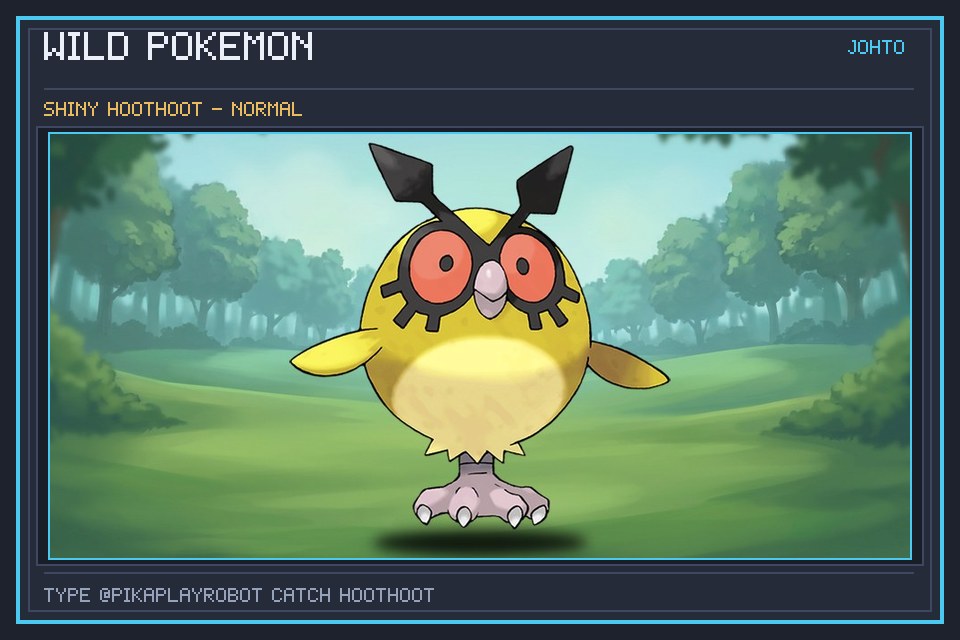 WILD POKEMON
JOHTO
SHINY HOOTHOOT - NORMAL
TYPE @PIKAPLAYROBOT CATCH HOOTHOOT